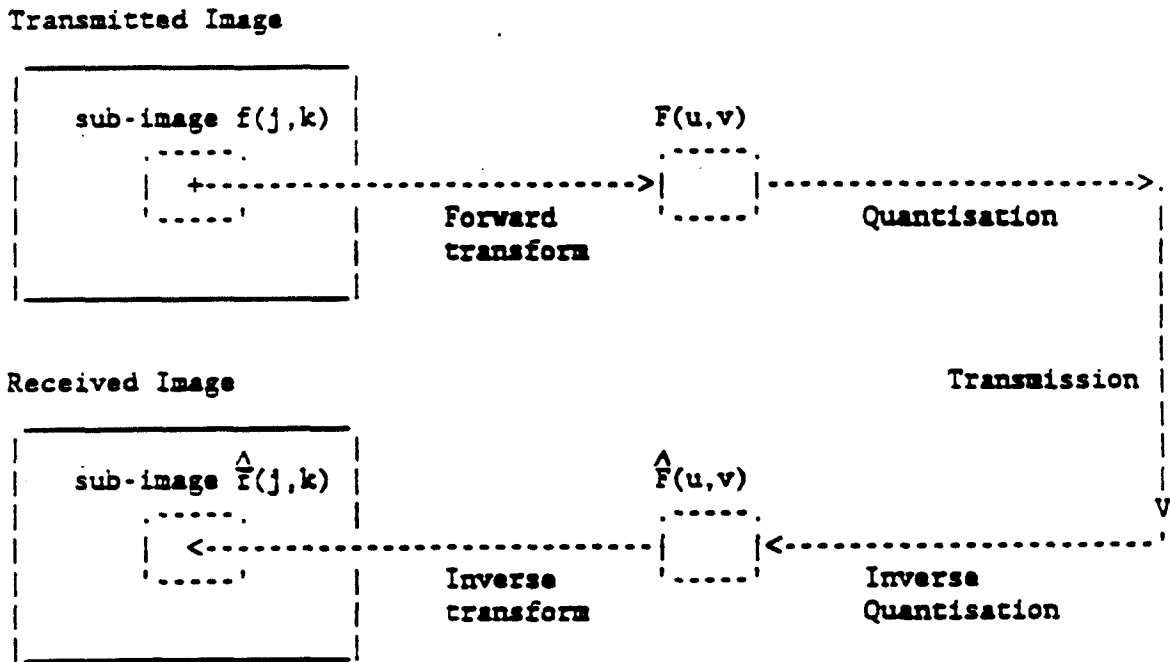 Transmitted Image
sub-image f(j,k)
F(u,v)
Forward
transform
Quantisation
Transmission
Received Image
sub-image f̂(j,k)
F̂(u,v)
Inverse
transform
Inverse
Quantisation